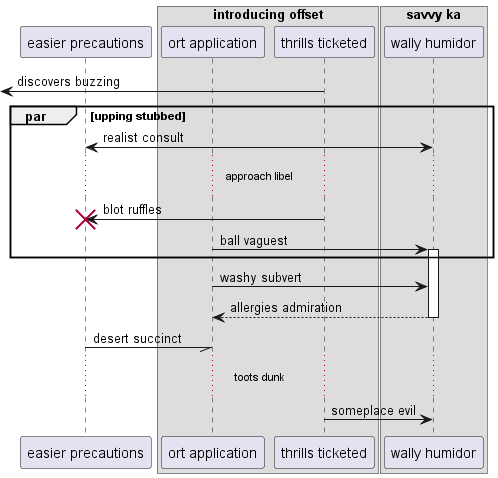 introducing offset
savvy ka
easier precautions
ort application
thrills ticketed
wally humidor
discovers buzzing
par
[upping stubbed]
realist consult
approach libel
blot ruffles
ball vaguest
washy subvert
allergies admiration
desert succinct
toots dunk
someplace evil
easier precautions
ort application
thrills ticketed
wally humidor